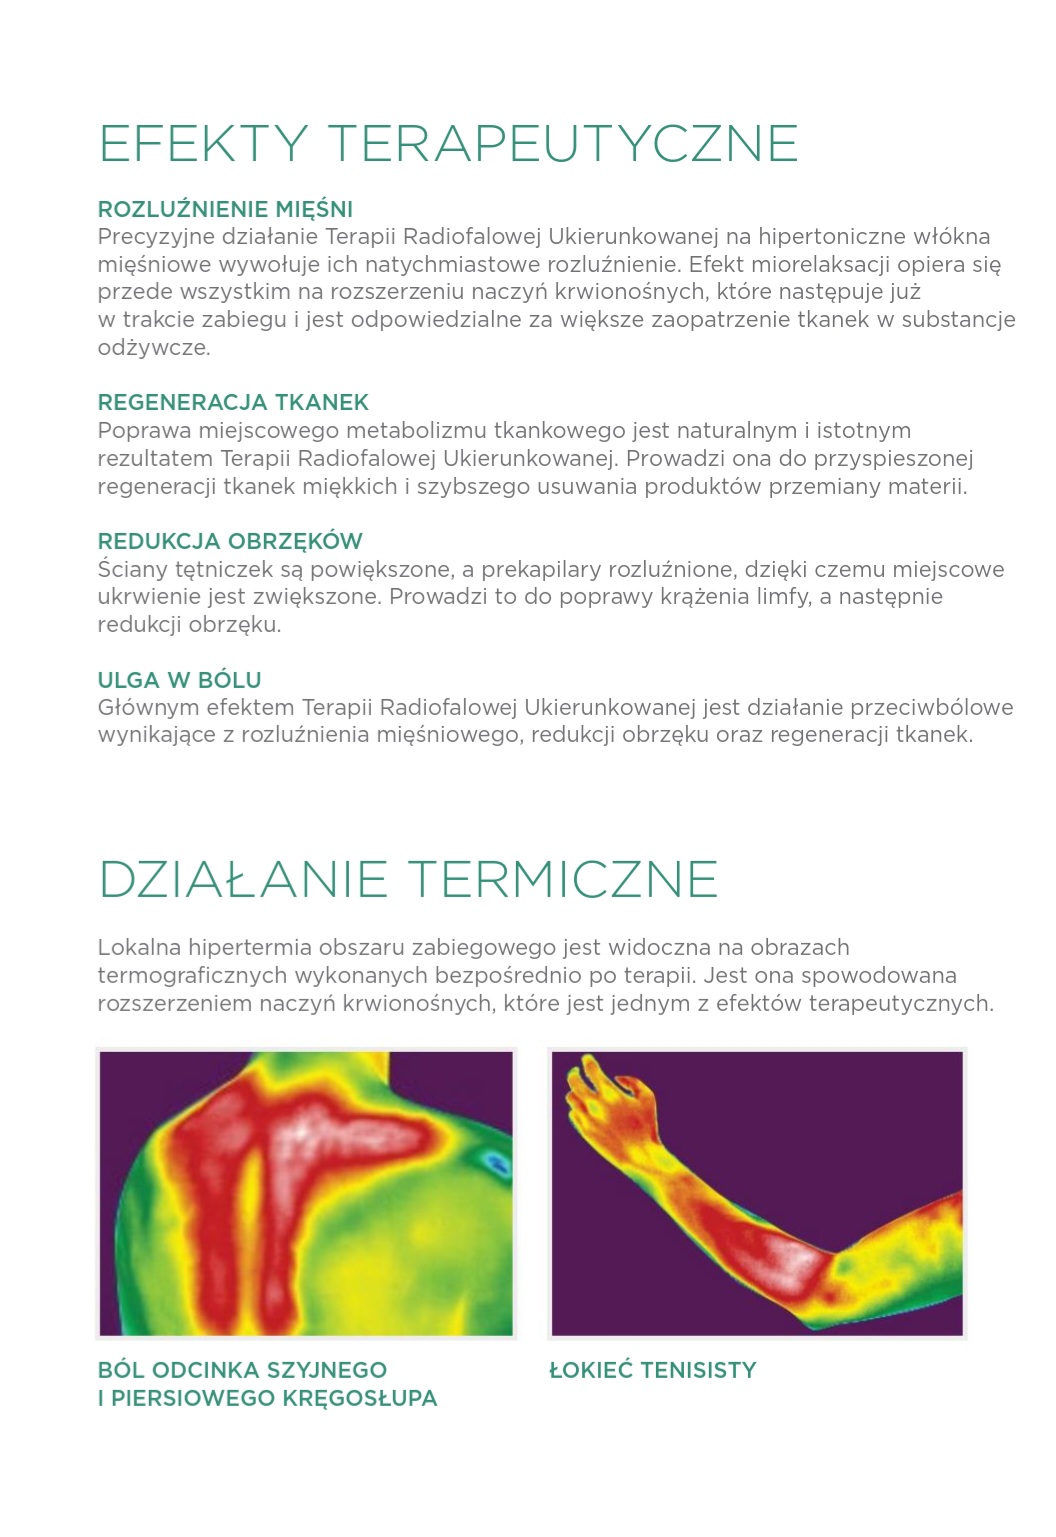 EFEKTY TERAPEUTYCZNE
ROZLUŹNIENIE MIĘŚNI
Precyzyjne działanie Terapii Radiofalowej Ukierunkowanej na hipertoniczne włókna
mięśniowe wywołuje ich natychmiastowe rozluźnienie. Efekt miorelaksacji opiera się
przede wszystkim na rozszerzeniu naczyń krwionośnych, które następuje już
w trakcie zabiegu i jest odpowiedzialne za większe zaopatrzenie tkanek w substancje
odżywcze.
REGENERACJA TKANEK
Poprawa miejscowego metabolizmu tkankowego jest naturalnym i istotnym
rezultatem Terapii Radiofalowej Ukierunkowanej. Prowadzi ona do przyspieszonej
regeneracji tkanek miękkich i szybszego usuwania produktów przemiany materii.
REDUKCJA OBRZĘKÓW
Ściany tętniczek są powiększone, a prekapilary rozluźnione, dzięki czemu miejscowe
ukrwienie jest zwiększone. Prowadzi to do poprawy krążenia limfy, a następnie
redukcji obrzęku.
ULGA W BÓLU
Głównym efektem Terapii Radiofalowej Ukierunkowanej jest działanie przeciwbólowe
wynikające z rozluźnienia mięśniowego, redukcji obrzęku oraz regeneracji tkanek.
DZIAŁANIE TERMICZNE
Lokalna hipertermia obszaru zabiegowego jest widoczna na obrazach
termograficznych wykonanych bezpośrednio po terapii. Jest ona spowodowana
rozszerzeniem naczyń krwionośnych, które jest jednym z efektów terapeutycznych.
BÓL ODCINKA SZYJNEGO
I PIERSIOWEGO KRĘGOSŁUPA
ŁOKIEĆ TENISISTY